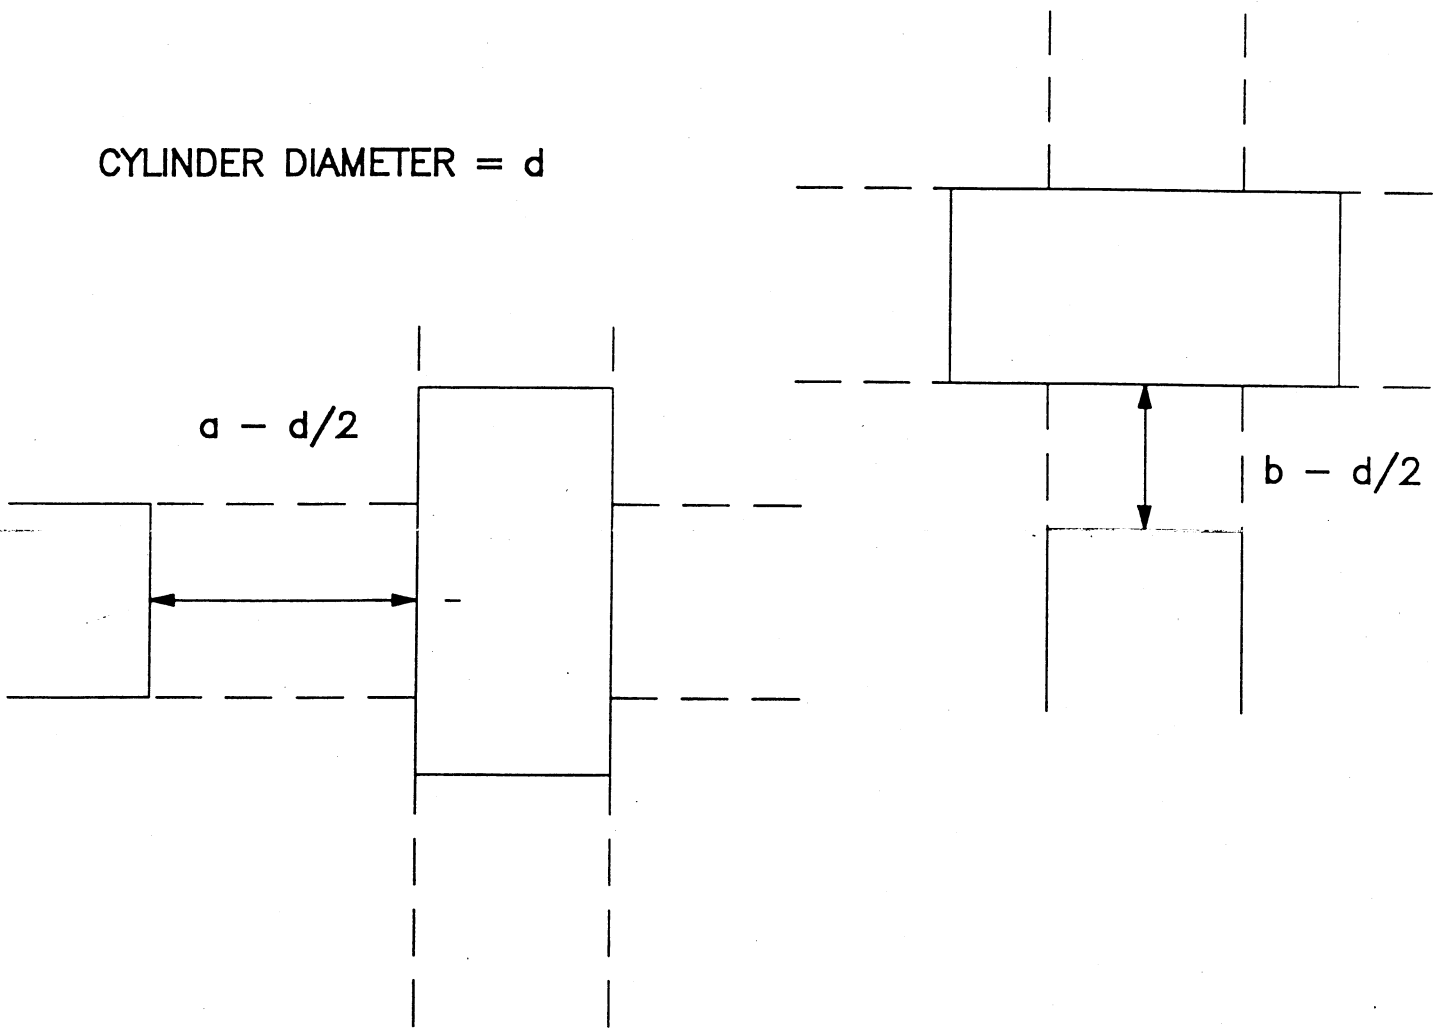 CYLINDER DIAMETER = d
a - d/2
b - d/2